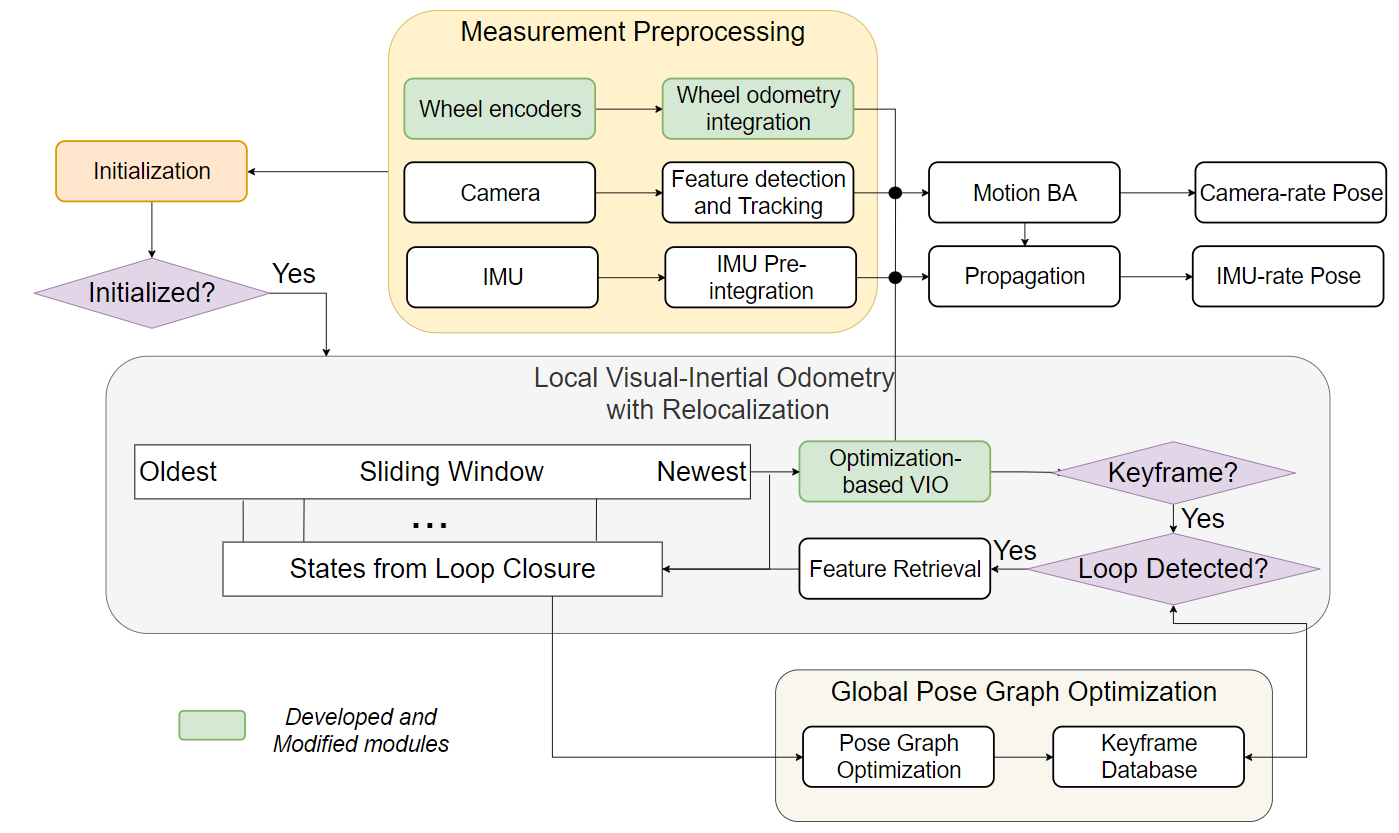 Measurement Preprocessing
Wheel encoders
Wheel odometry
integration
Initialization
Camera
Feature detection
and Tracking
Motion BA
Camera-rate Pose
IMU
IMU Pre-
integration
Propagation
IMU-rate Pose
Initialized?
Yes
Local Visual-Inertial Odometry
with Relocalization
Oldest
Sliding Window
Newest
Optimization-
based VIO
Keyframe?
...
Yes
States from Loop Closure
Feature Retrieval
Yes
Loop Detected?
Global Pose Graph Optimization
Developed and
Modified modules
Pose Graph
Optimization
Keyframe
Database